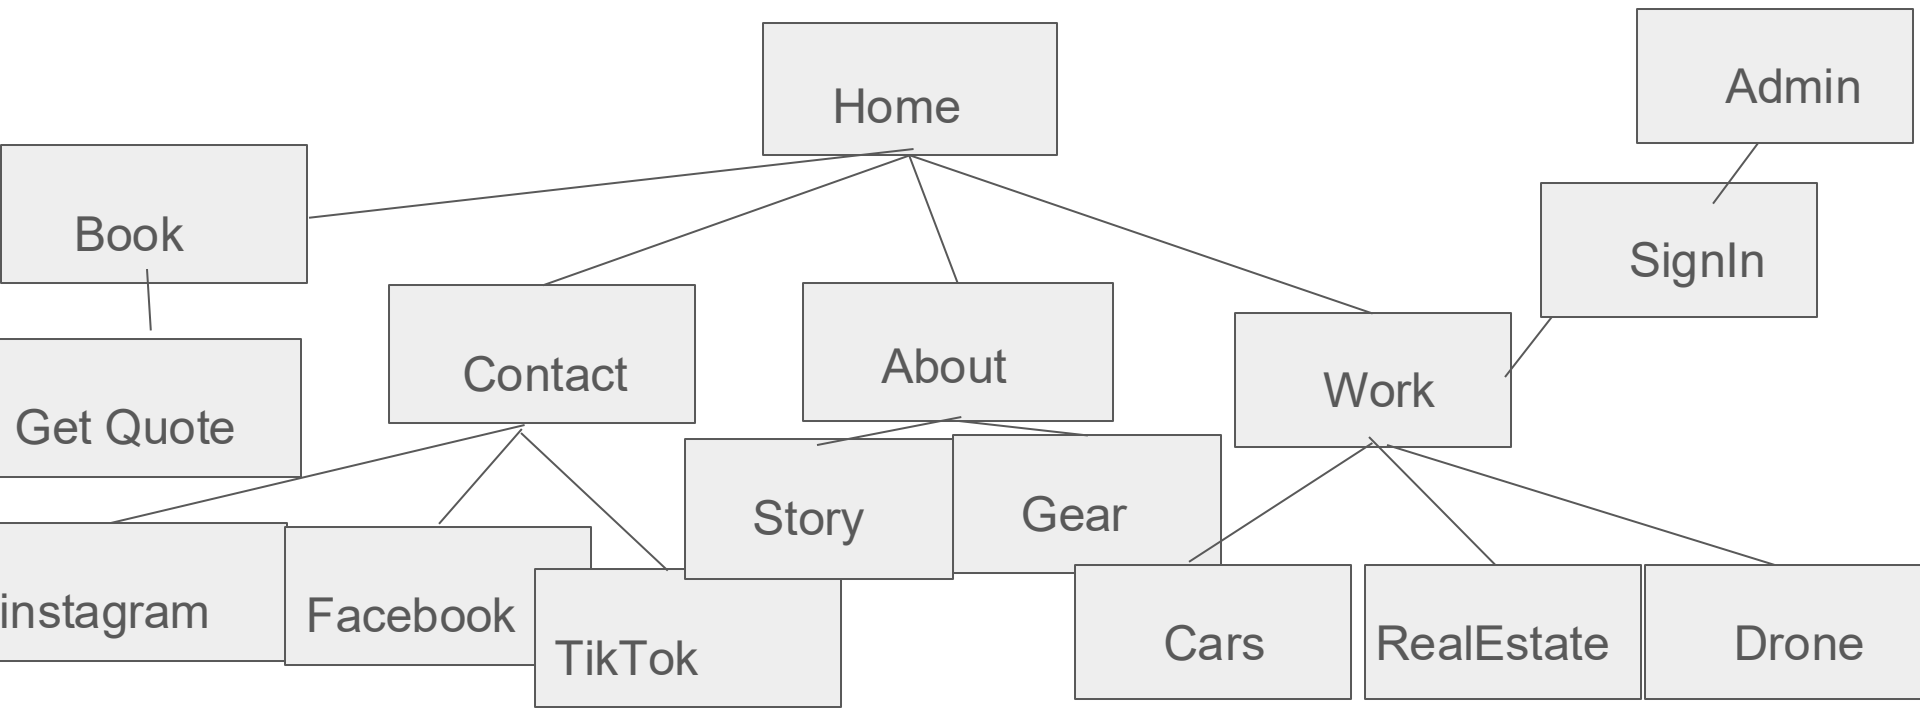 Home
Admin
Book
SignIn
Contact
About
Work
Get Quote
Story
Gear
instagram
Facebook
TikTok
Cars
RealEstate
Drone